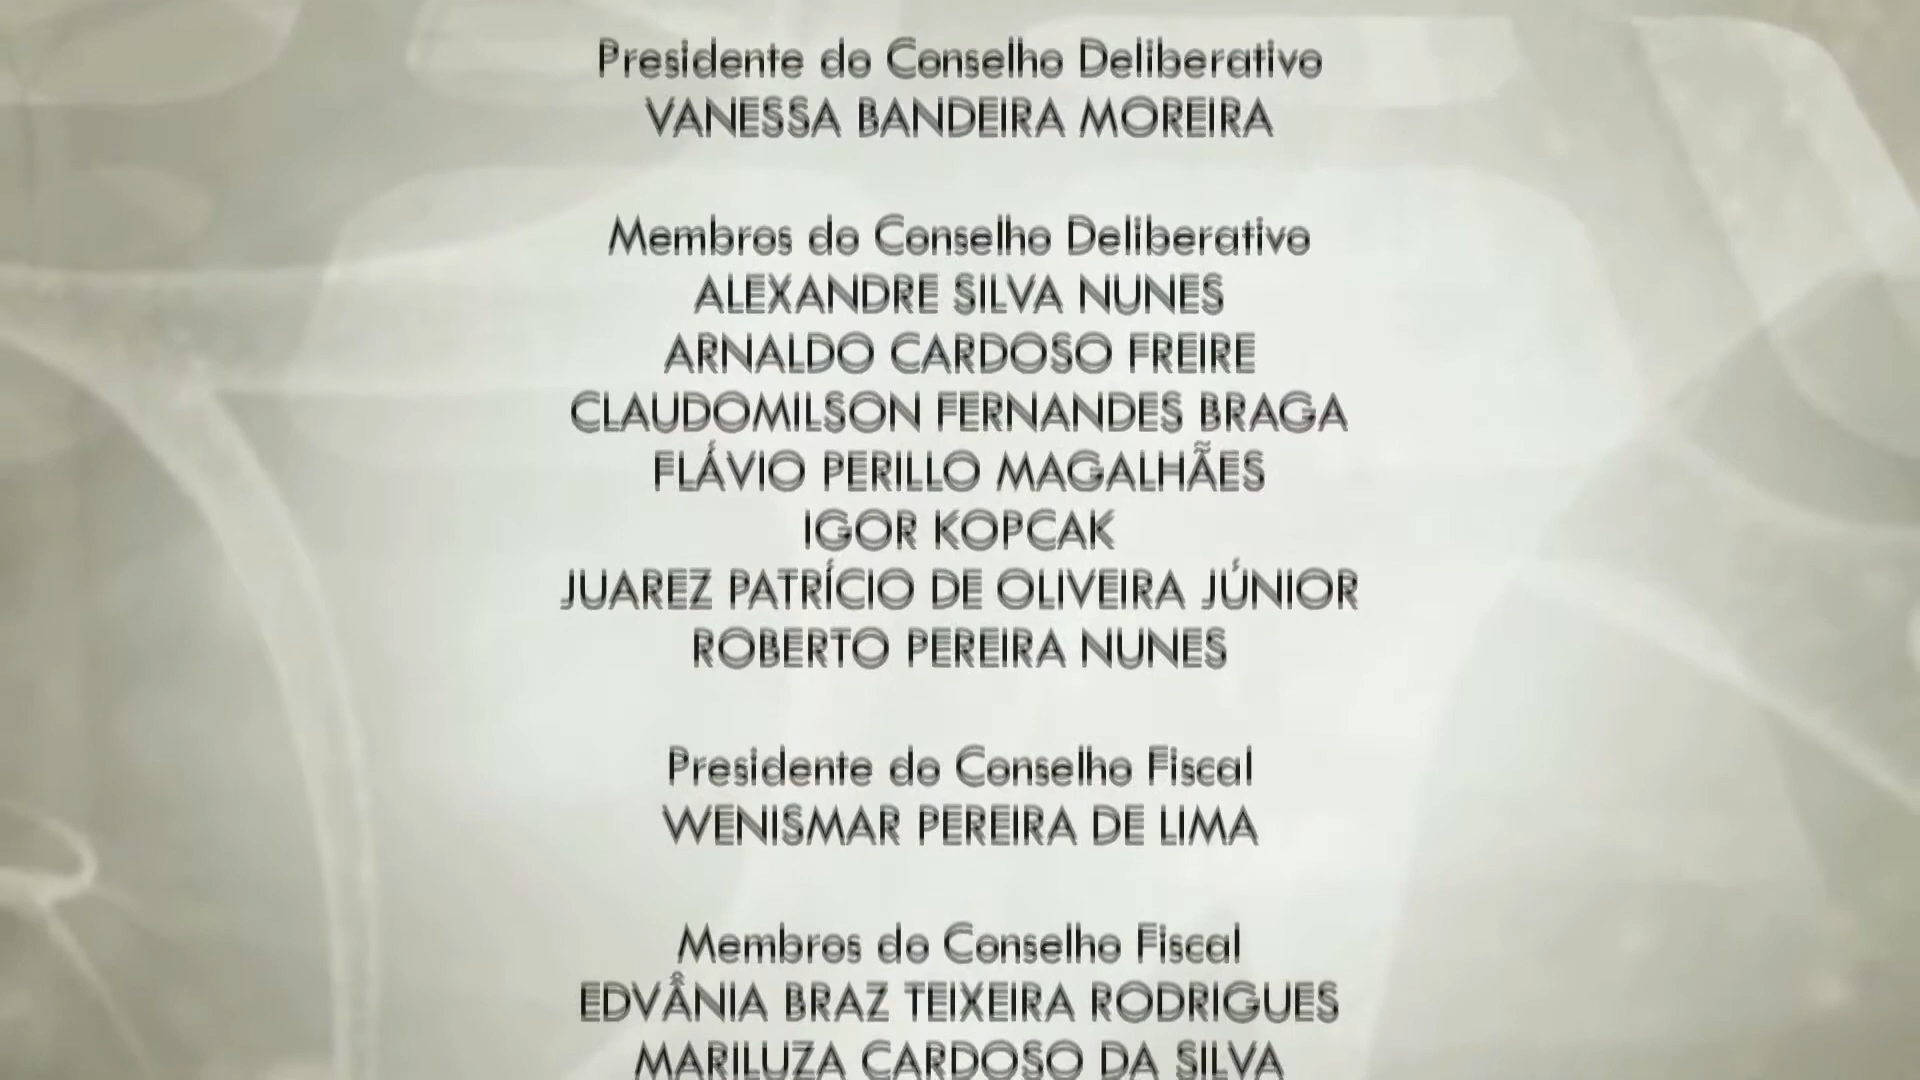 Presidente do Conselho Deliberativo
VANESSA BANDEIRA MOREIRA
Membros do Conselho Deliberativo
ALEXANDRE SILVA NUNES
ARNALDO CARDOSO FREIRE
CLAUDOMILSON FERNANDES BRAGA
FLÁVIO PERILLO MAGALHÃES
IGOR KOPCAK
JUAREZ PATRÍCIO DE OLIVEIRA JÚNIOR
ROBERTO PEREIRA NUNES
Presidente do Conselho Fiscal
WENISMAR PEREIRA DE LIMA
Membros do Conselho Fiscal
EDVÂNIA BRAZ TEIXEIRA RODRIGUES
MARILUZA CARDOSO DA SILVA